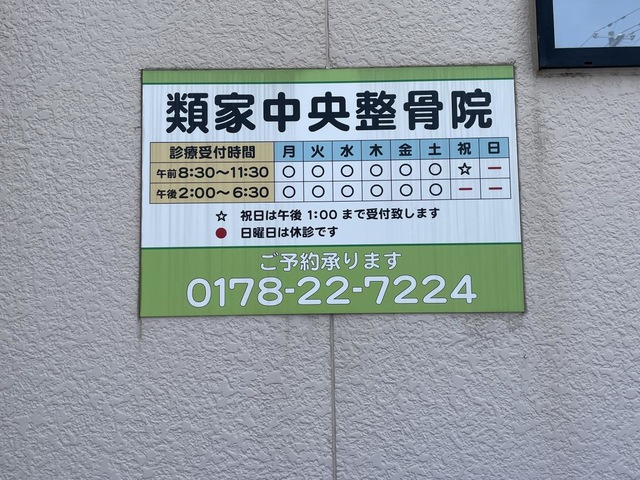 類家中央整骨院
診療受付時間 月 火 水 木 金 土 祝 日
午前8:30～11:30 ○ ○ ○ ○ ○ ○ ☆ ー
午後2:00～6:30 ○ ○ ○ ○ ○ ○ ー ー
☆ 祝日は午後 1:00 まで受付致します
● 日曜日は休診です
ご予約承ります
0178-22-7224